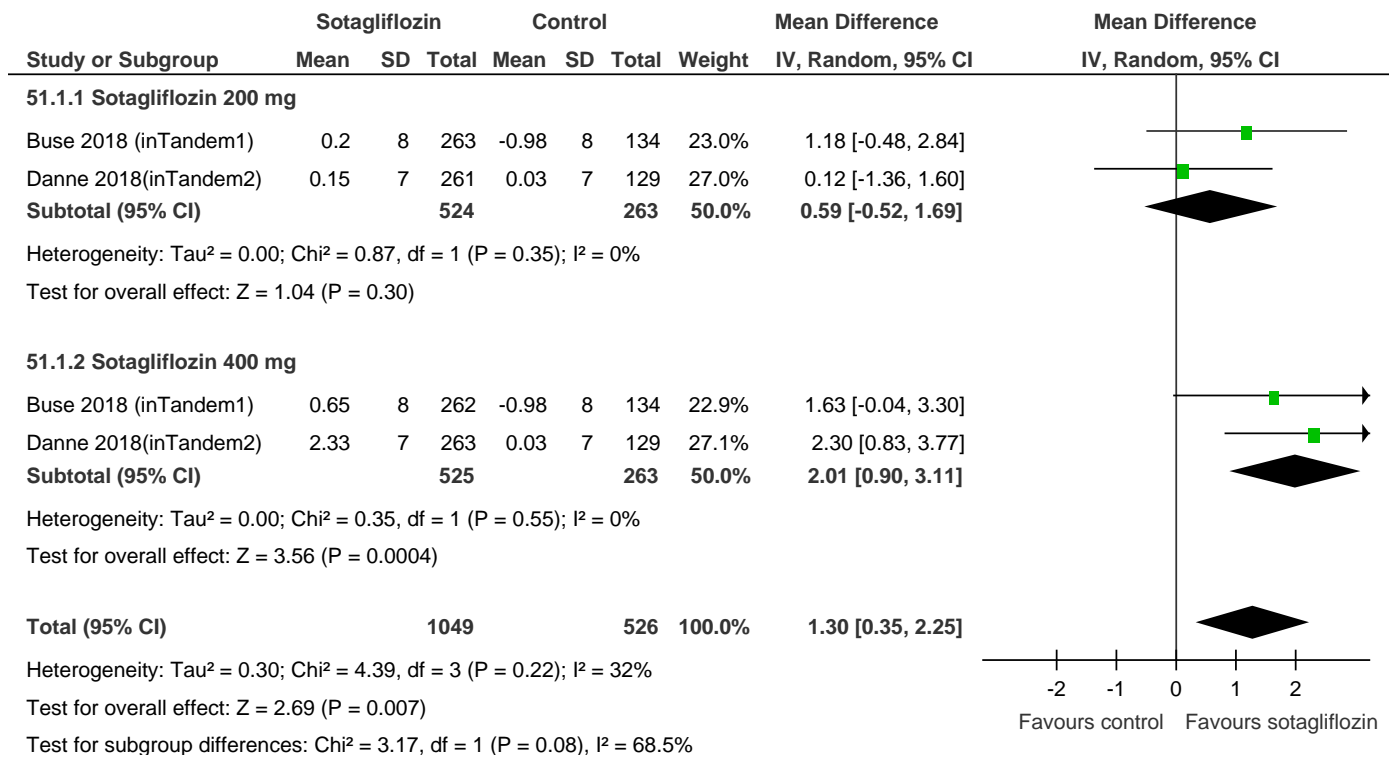 Sotagliflozin Control Mean Difference Mean Difference
Study or Subgroup Mean SD Total Mean SD Total Weight IV, Random, 95% CI IV, Random, 95% CI
51.1.1 Sotagliflozin 200 mg
Buse 2018 (inTandem1) 0.2 8 263 -0.98 8 134 23.0% 1.18 [-0.48, 2.84]
Danne 2018(inTandem2) 0.15 7 261 0.03 7 129 27.0% 0.12 [-1.36, 1.60]
Subtotal (95% CI) 524 263 50.0% 0.59 [-0.52, 1.69]
Heterogeneity: Tau² = 0.00; Chi² = 0.87, df = 1 (P = 0.35); I² = 0%
Test for overall effect: Z = 1.04 (P = 0.30)
51.1.2 Sotagliflozin 400 mg
Buse 2018 (inTandem1) 0.65 8 262 -0.98 8 134 22.9% 1.63 [-0.04, 3.30]
Danne 2018(inTandem2) 2.33 7 263 0.03 7 129 27.1% 2.30 [0.83, 3.77]
Subtotal (95% CI) 525 263 50.0% 2.01 [0.90, 3.11]
Heterogeneity: Tau² = 0.00; Chi² = 0.35, df = 1 (P = 0.55); I² = 0%
Test for overall effect: Z = 3.56 (P = 0.0004)
Total (95% CI) 1049 526 100.0% 1.30 [0.35, 2.25]
Heterogeneity: Tau² = 0.30; Chi² = 4.39, df = 3 (P = 0.22); I² = 32%
Test for overall effect: Z = 2.69 (P = 0.007)
Test for subgroup differences: Chi² = 3.17, df = 1 (P = 0.08), I² = 68.5%
-2 -1 0 1 2
Favours control Favours sotagliflozin